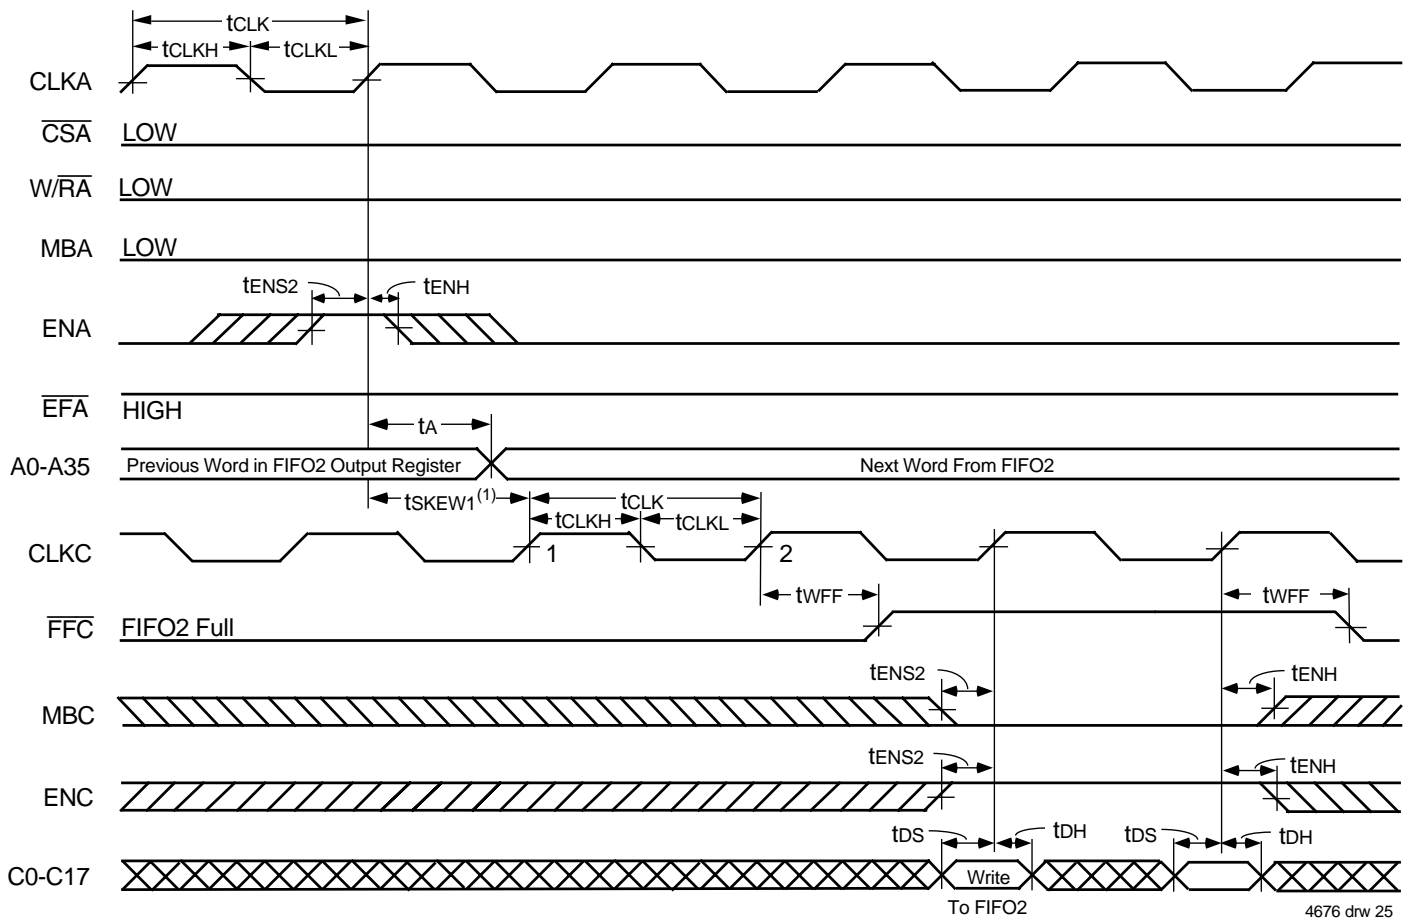 tCLK
tCLKH tCLKL
CLKA
CSA LOW
W/RA LOW
MBA LOW
tENS2 tENH
ENA
EFA HIGH
tA
A0-A35 Previous Word in FIFO2 Output Register Next Word From FIFO2
tSKEW1(1) tCLK
tCLKH tCLKL
CLKC 1 2
tWFF tWFF
FFC FIFO2 Full
tENS2 tENH
MBC
tENS2 tENH
ENC
tDS tDH tDS tDH
C0-C17 Write
To FIFO2
4676 drw 25